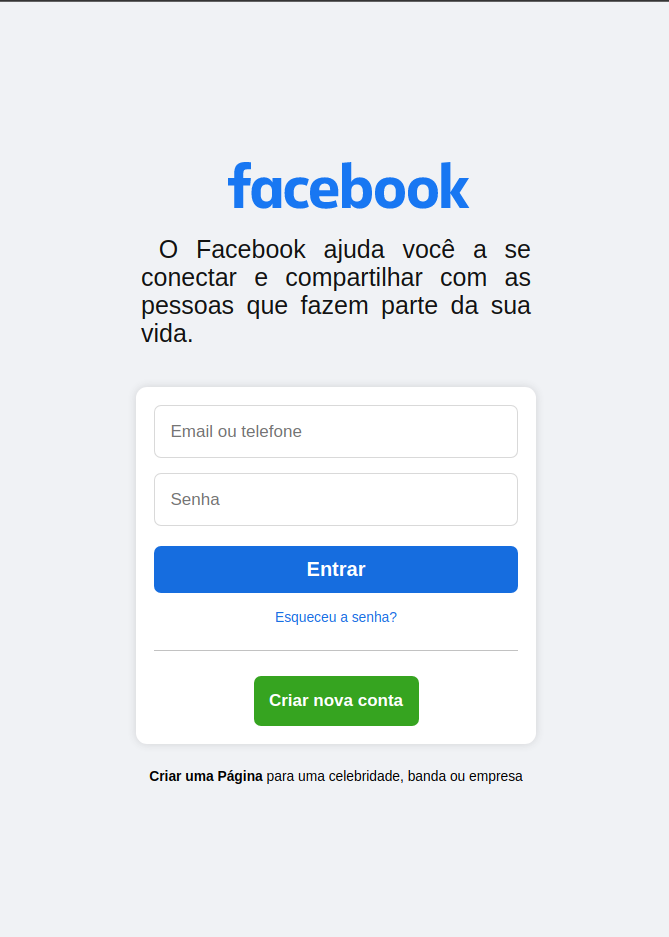 facebook
O Facebook ajuda você a se
conectar e compartilhar com as
pessoas que fazem parte da sua
vida.
Email ou telefone
Senha
Entrar
Esqueceu a senha?
Criar nova conta
Criar uma Página para uma celebridade, banda ou empresa